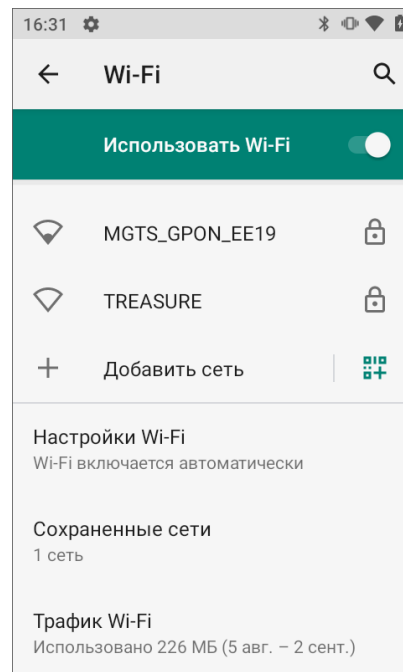 16:31
Wi-Fi
Использовать Wi-Fi
MGTS_GPON_EE19
TREASURE
Добавить сеть
Настройки Wi-Fi
Wi-Fi включается автоматически
Сохраненные сети
1 сеть
Трафик Wi-Fi
Использовано 226 МБ (5 авг. – 2 сент.)